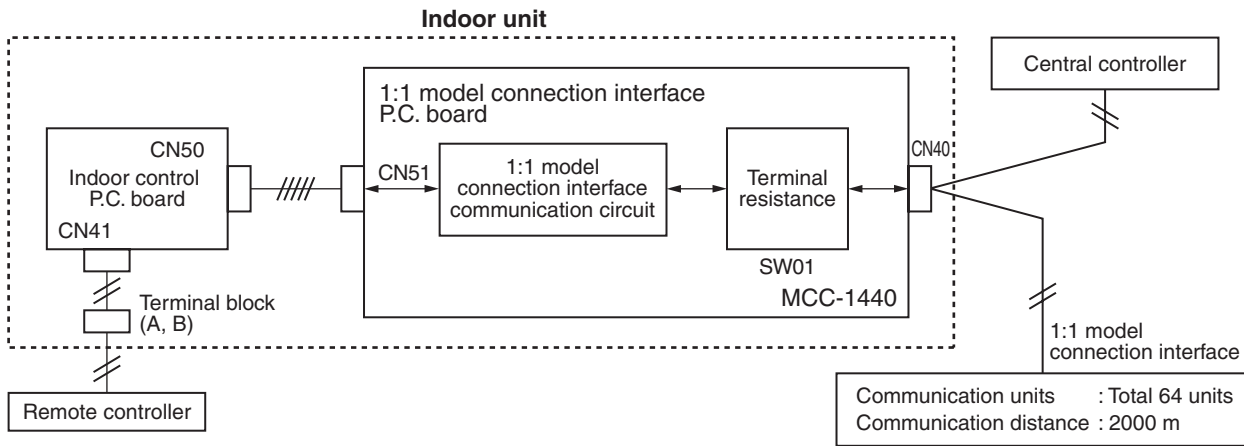 Indoor unit
Central controller
1:1 model connection interface
P.C. board
CN50
Indoor control
P.C. board
CN41
CN51
1:1 model
connection interface
communication circuit
Terminal
resistance
CN40
SW01
MCC-1440
Terminal block
(A, B)
Remote controller
1:1 model
connection interface
Communication units : Total 64 units
Communication distance : 2000 m